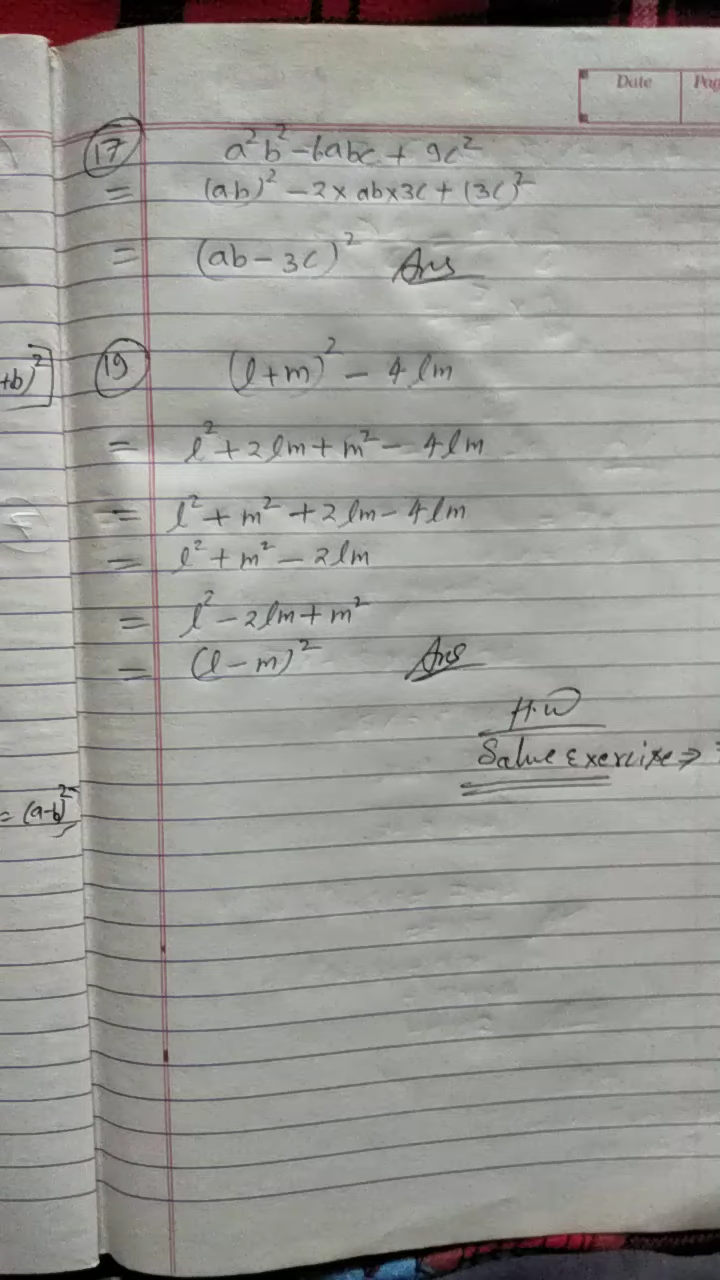 Date
(17) a²b² - 6abc + 9c²
= (ab)² - 2 × ab × 3c + (3c)²
= (ab - 3c)² Ans
+b)²
(19) (l + m)² - 4lm
= l² + 2lm + m² - 4lm
= l² + m² + 2lm - 4lm
= l² + m² - 2lm
= l² - 2lm + m²
= (l - m)² Ans
H.W
Salve Exercise ⇒
= (a-b)²